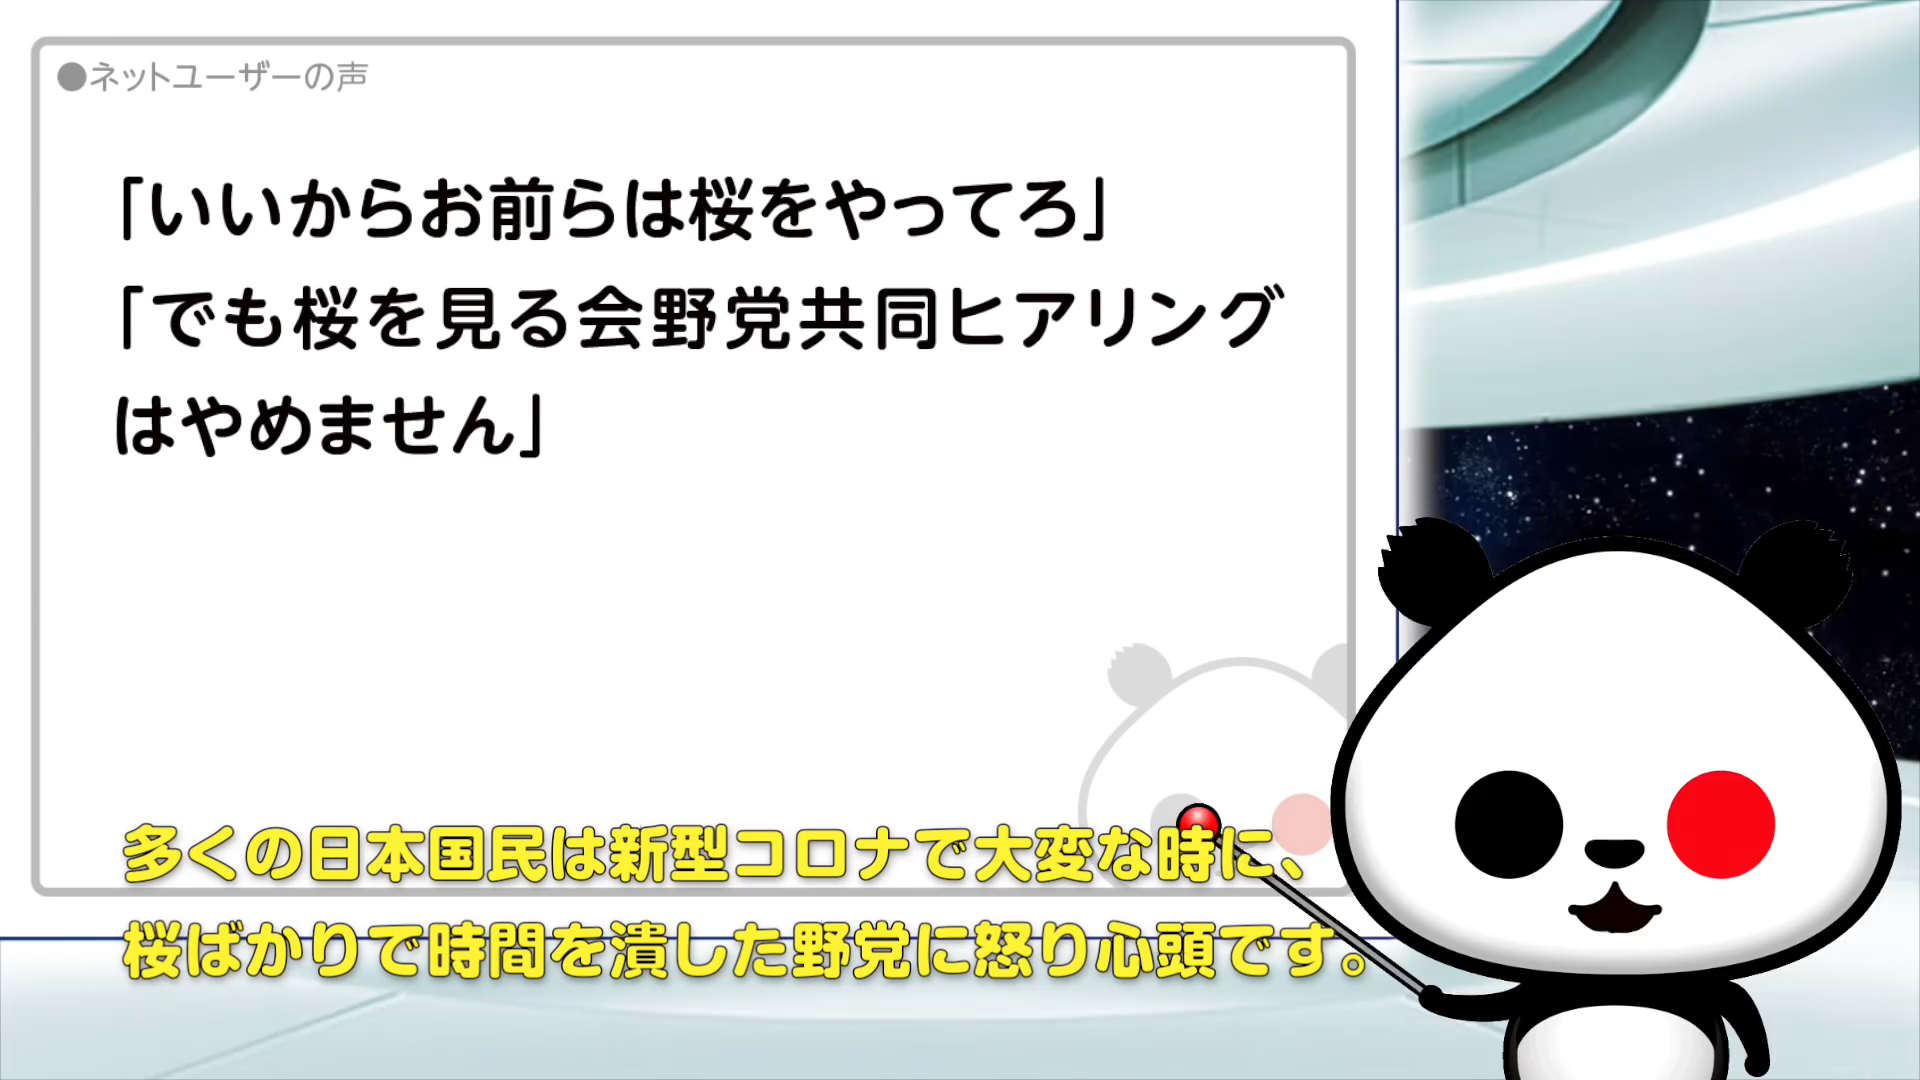 ●ネットユーザーの声
「いいからお前らは桜をやってろ」
「でも桜を見る会野党共同ヒアリング
はやめません」
多くの日本国民は新型コロナで大変な時に、
桜ばかりで時間を潰した野党に怒り心頭です。